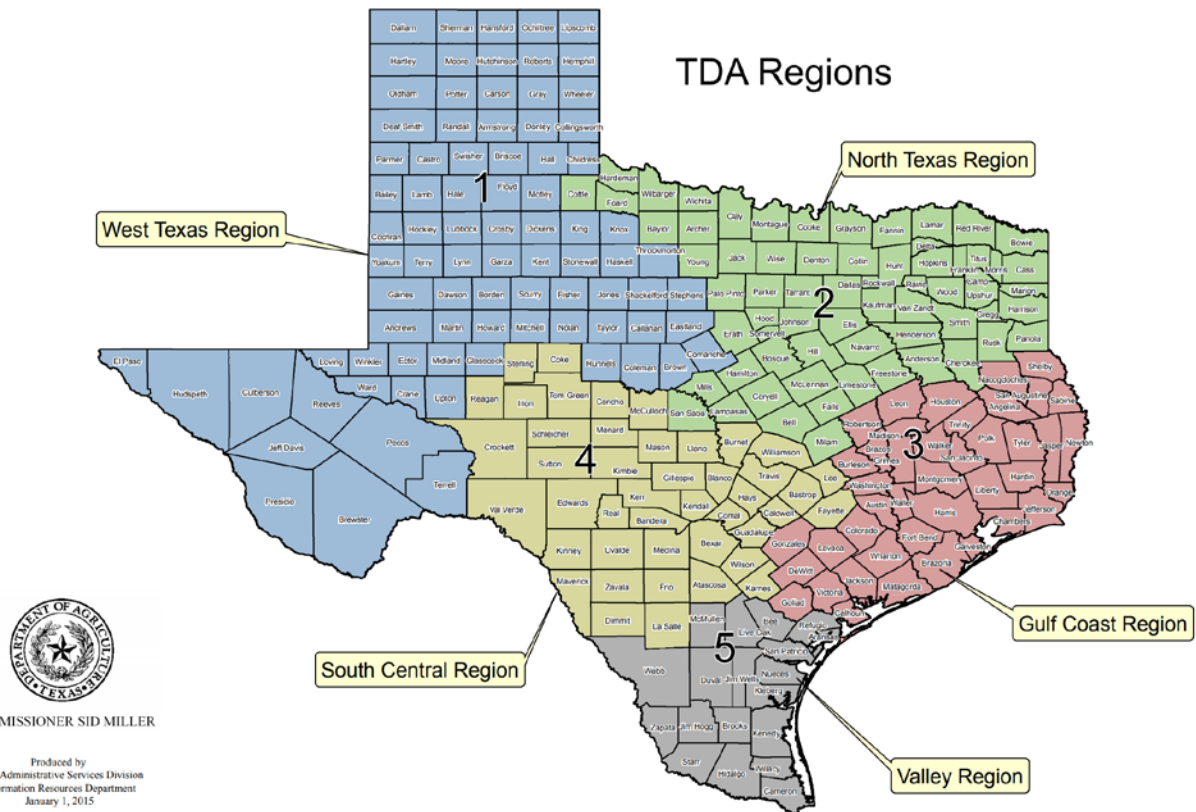 TDA Regions
North Texas Region
West Texas Region
Gulf Coast Region
South Central Region
Valley Region
1
2
3
4
5
Dallam Sherman Hansford Ochiltree Lipscomb
Hartley Moore Hutchinson Roberts Hemphill
Oldham Potter Carson Gray Wheeler
Deaf Smith Randall Armstrong Donley Collingsworth
Parmer Castro Swisher Briscoe Hall Childress
Bailey Lamb Hale Floyd Motley Cottle Hardeman Foard Wilbarger Wichita
Cochran Hockley Lubbock Crosby Dickens King Knox Baylor Archer Clay Montague Cooke Grayson Fannin Lamar Red River Bowie
Yoakum Terry Lynn Garza Kent Stonewall Haskell Throckmorton Young Jack Wise Denton Collin Hunt Delta Hopkins Franklin Titus Morris Cass
Gaines Dawson Borden Scurry Fisher Jones Shackelford Stephens Palo Pinto Parker Tarrant Dallas Rockwall Kaufman Rains Van Zandt Wood Camp Upshur Marion Harrison Gregg
Andrews Martin Howard Mitchell Nolan Taylor Callahan Eastland Erath Hood Somervell Johnson Ellis Henderson Smith Rusk Panola
El Paso Hudspeth Culberson Reeves Loving Winkler Ector Midland Glasscock Sterling Coke Runnels Coleman Brown Comanche Hamilton Bosque Hill Navarro Freestone Anderson Cherokee Nacogdoches Shelby
Ward Crane Upton Reagan Irion Tom Green Concho McCulloch San Saba Mills Lampasas Coryell McLennan Limestone Falls Bell Milam Leon Houston Angelina San Augustine Sabine
Jeff Davis Pecos Terrell Crockett Schleicher Menard Sutton Kimble Mason Llano Burnet Williamson Robertson Madison Brazos Grimes Walker Trinity Polk San Jacinto Tyler Jasper Newton
Presidio Brewster Val Verde Edwards Real Kerr Bandera Gillespie Kendall Blanco Hays Comal Travis Caldwell Bastrop Lee Fayette Burleson Washington Austin Waller Montgomery Harris Liberty Hardin Orange Jefferson Chambers
Kinney Uvalde Medina Bexar Guadalupe Wilson Gonzales Lavaca Colorado Wharton Fort Bend Brazoria Galveston
Maverick Zavala Frio Atascosa Karnes DeWitt Goliad Victoria Jackson Matagorda Calhoun
Dimmit La Salle McMullen Live Oak Bee Refugio Aransas San Patricio
Webb Duval Jim Wells Nueces Kleberg
Zapata Jim Hogg Brooks Kenedy
Starr Hidalgo Willacy Cameron
DEPARTMENT OF AGRICULTURE
TEXAS
MISSIONER SID MILLER
Produced by
Administrative Services Division
rmation Resources Department
January 1, 2015